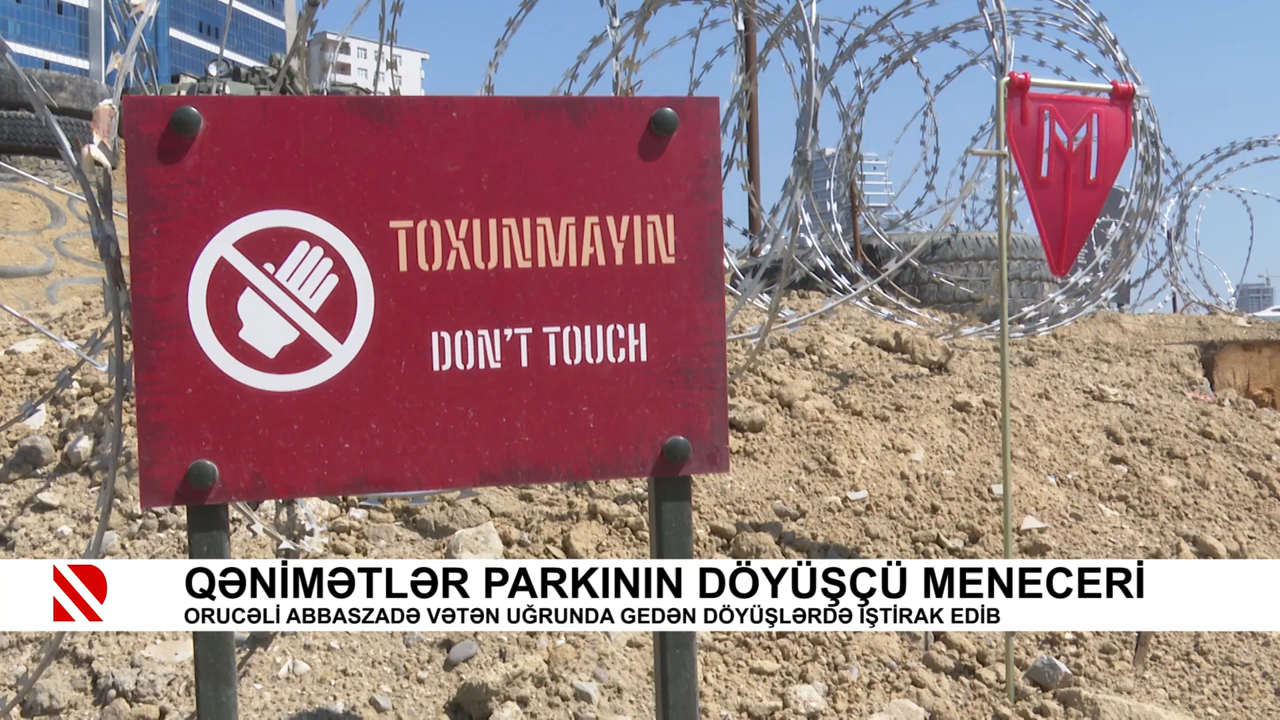 TOXUNMAYIN
DON'T TOUCH
M
QƏNİMƏTLƏR PARKININ DÖYÜŞÇÜ MENECERİ
ORUCƏLİ ABBASZADƏ VƏTƏN UĞRUNDA GEDƏN DÖYÜŞLƏRDƏ İŞTİRAK EDİB